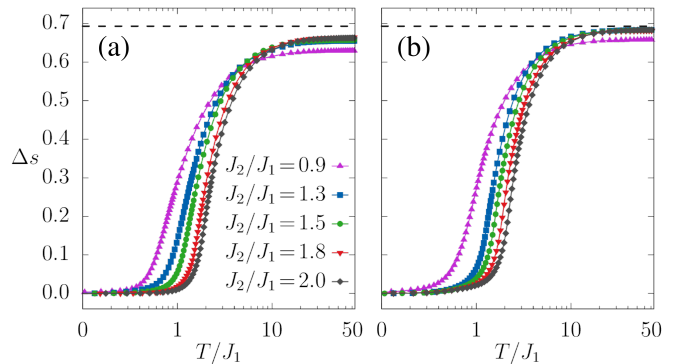 0.7
0.6
0.5
0.4
0.3
0.2
0.1
0.0
Δs
(a)
J₂/J₁=0.9
J₂/J₁=1.3
J₂/J₁=1.5
J₂/J₁=1.8
J₂/J₁=2.0
0 1 10 50
T/J₁
(b)
0 1 10 50
T/J₁